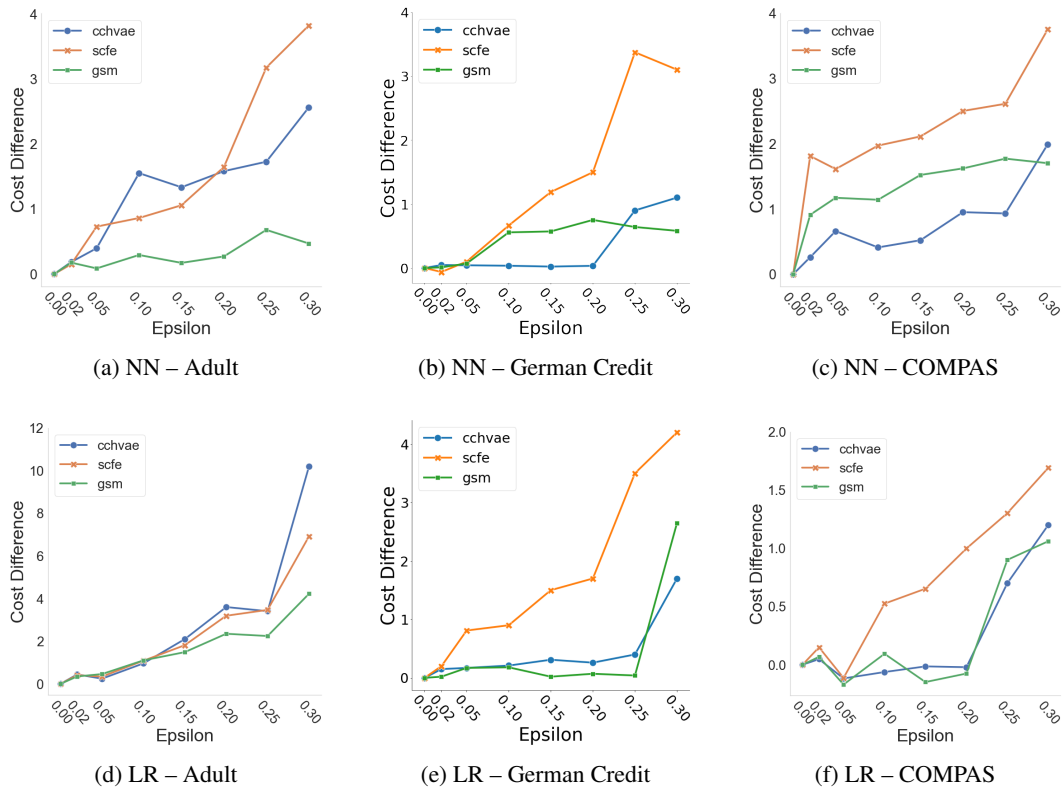 4
3
2
1
0
Cost Difference
cchvae
scfe
gsm
0.00
0.02
0.05
0.10
0.15
0.20
0.25
0.30
Epsilon
(a) NN – Adult
4
3
2
1
0
Cost Difference
cchvae
scfe
gsm
0.00
0.02
0.05
0.10
0.15
0.20
0.25
0.30
Epsilon
(b) NN – German Credit
4
3
2
1
0
Cost Difference
cchvae
scfe
gsm
0.00
0.02
0.05
0.10
0.15
0.20
0.25
0.30
Epsilon
(c) NN – COMPAS
12
10
8
6
4
2
0
Cost Difference
cchvae
scfe
gsm
0.00
0.02
0.05
0.10
0.15
0.20
0.25
0.30
Epsilon
(d) LR – Adult
4
3
2
1
0
Cost Difference
cchvae
scfe
gsm
0.00
0.02
0.05
0.10
0.15
0.20
0.25
0.30
Epsilon
(e) LR – German Credit
2.0
1.5
1.0
0.5
0.0
Cost Difference
cchvae
scfe
gsm
0.00
0.02
0.05
0.10
0.15
0.20
0.25
0.30
Epsilon
(f) LR – COMPAS